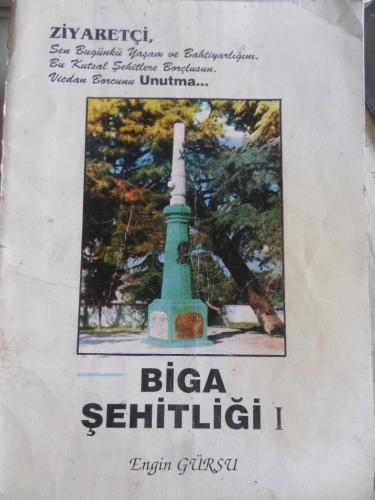 ZİYARETÇİ,
Sen Bugünkü Yaşam ve Bahtiyarlığını,
Bu Kutsal Şehitlere Borçlusun.
Vicdan Borcunu Unutma...
BİGA
ŞEHİTLİĞİ I
Engin GÜRSU